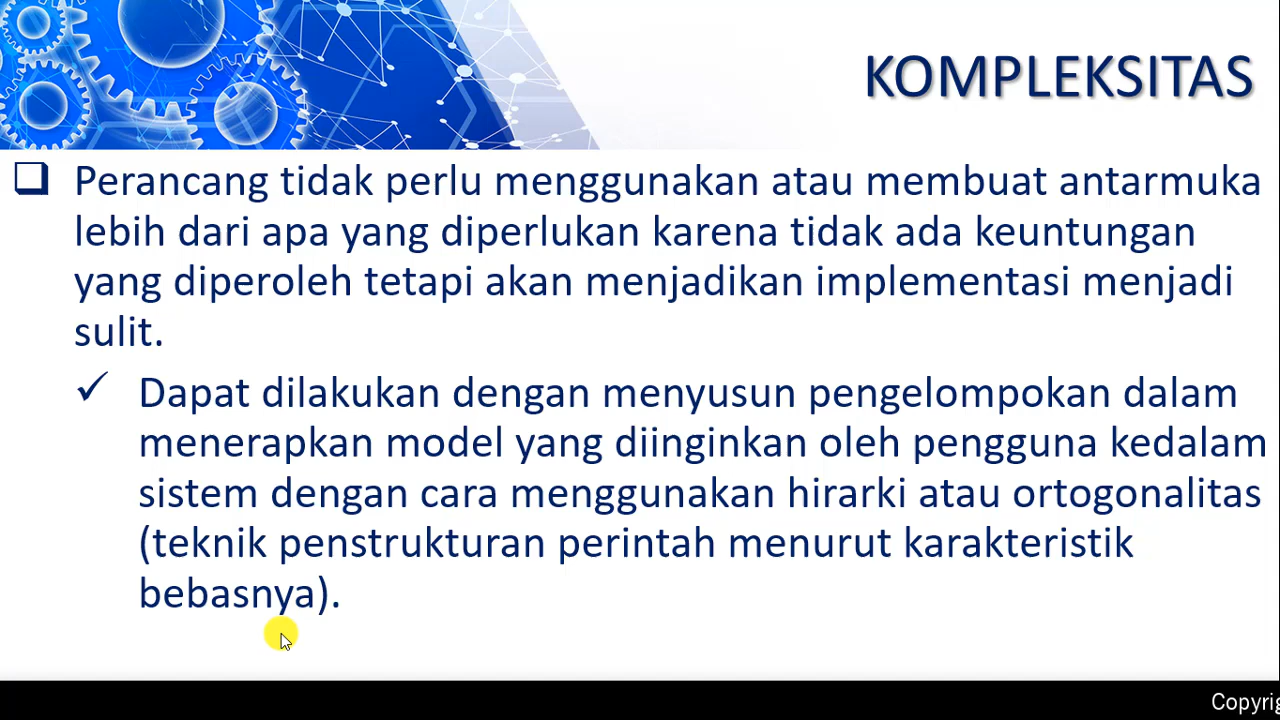 KOMPLEKSITAS
Perancang tidak perlu menggunakan atau membuat antarmuka
lebih dari apa yang diperlukan karena tidak ada keuntungan
yang diperoleh tetapi akan menjadikan implementasi menjadi
sulit.
Dapat dilakukan dengan menyusun pengelompokan dalam
menerapkan model yang diinginkan oleh pengguna kedalam
sistem dengan cara menggunakan hirarki atau ortogonalitas
(teknik penstrukturan perintah menurut karakteristik
bebasnya).